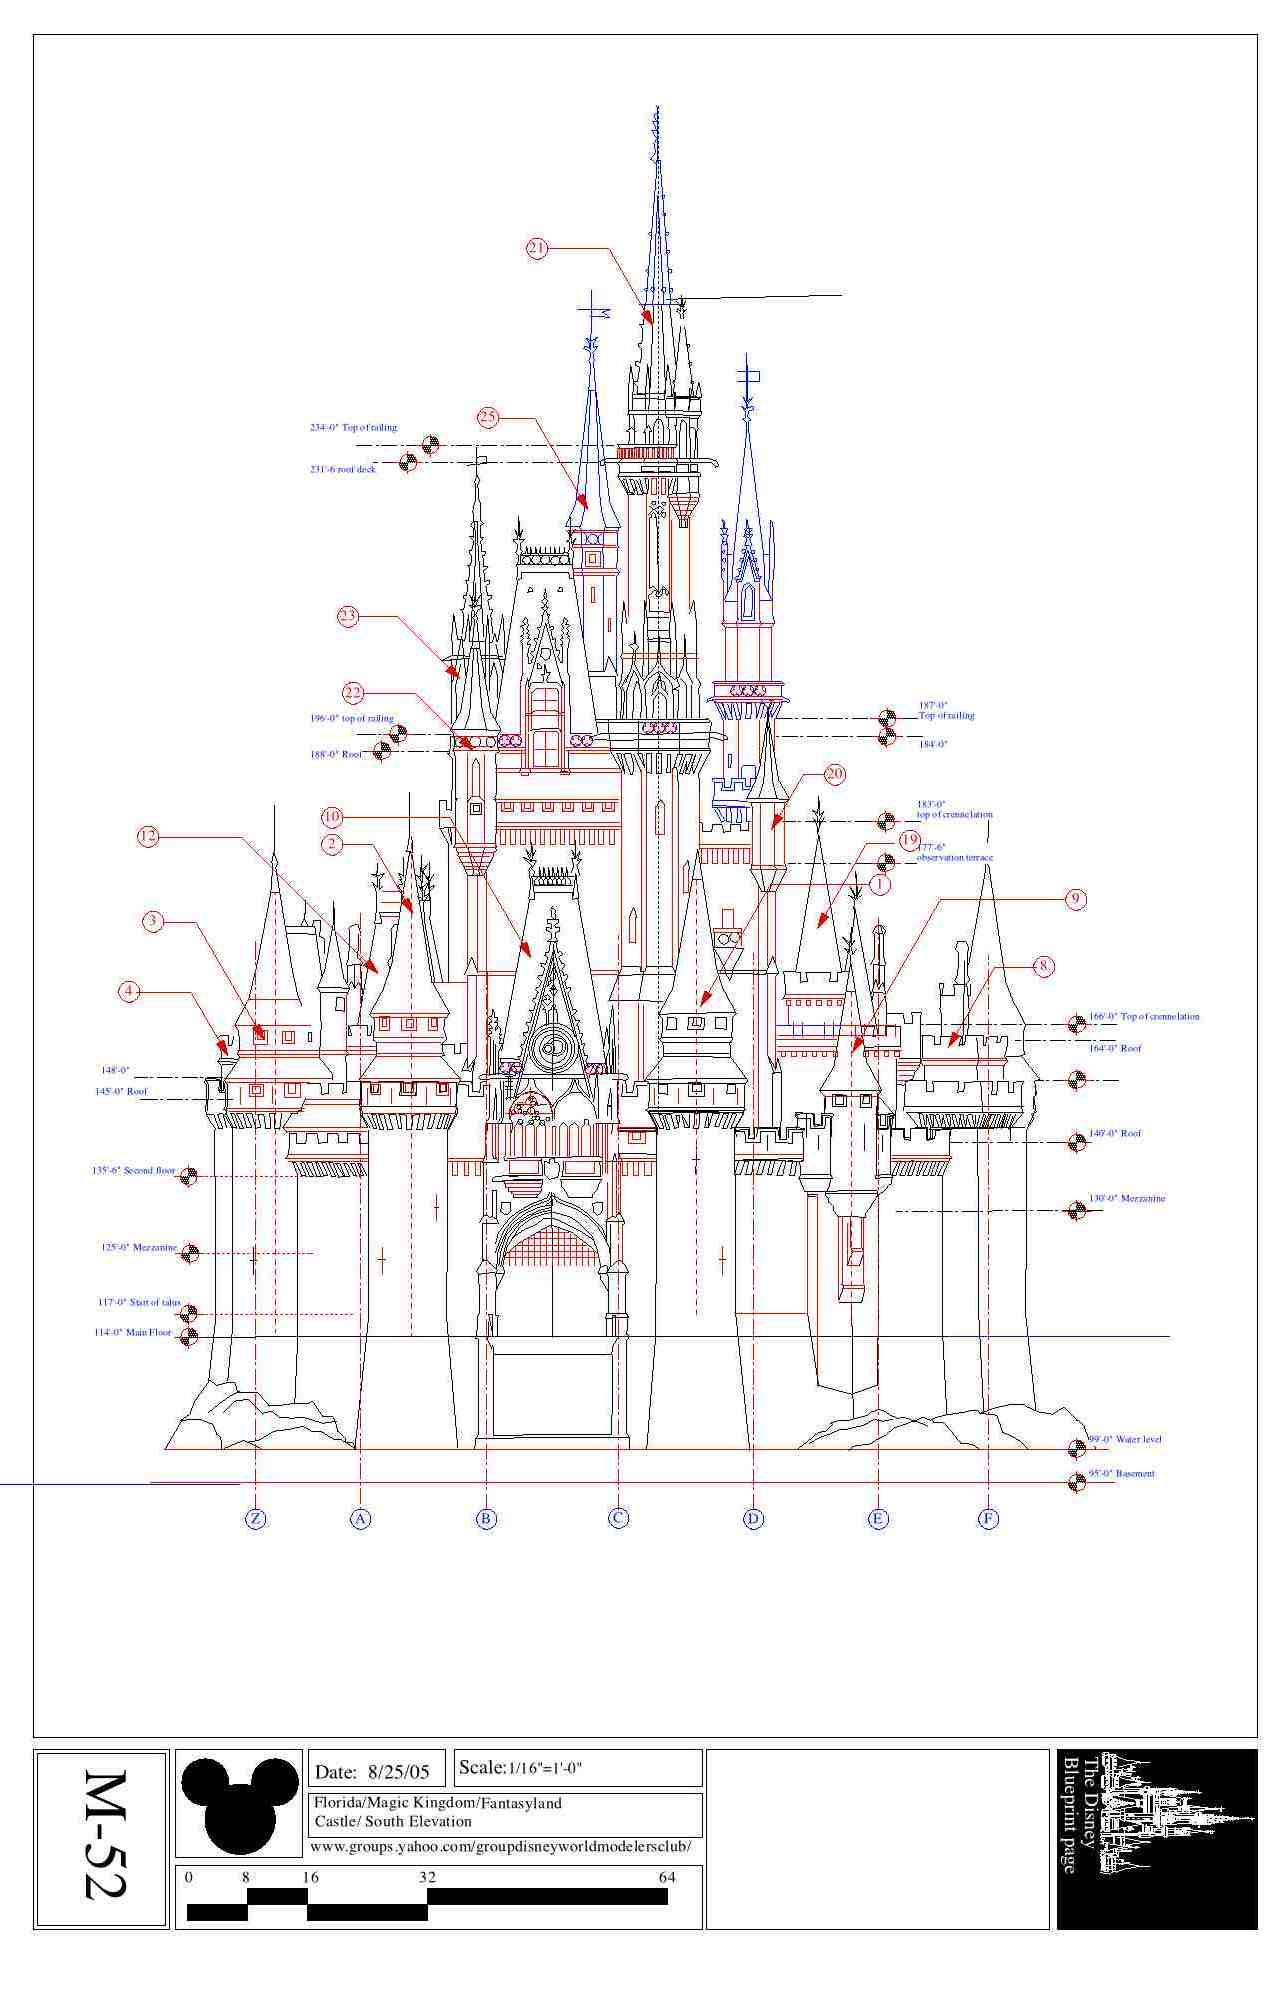 21
25
234'-0" Top of railing
231'-6 roof deck
23
22
196'-0" top of railing
188'-0" Roof
187'-0"
Top of railing
184'-0"
20
10
183'-0"
top of crennelation
12
2
19
177'-6"
observation terrace
1
9
3
8
4
166'-0" Top of crennelation
164'-0" Roof
148'-0"
145'-0" Roof
140'-0" Roof
135'-6" Second floor
130'-0" Mezzanine
125'-0" Mezzanine
117'-0" Start of talus
114'-0" Main Floor
99'-0" Water level
95'-0" Basement
Z A B C D E F
M-52
Date: 8/25/05
Scale:1/16"=1'-0"
Florida/Magic Kingdom/Fantasyland
Castle/ South Elevation
www.groups.yahoo.com/groupdisneyworldmodelersclub/
0 8 16 32 64
The Disney
Blueprint page